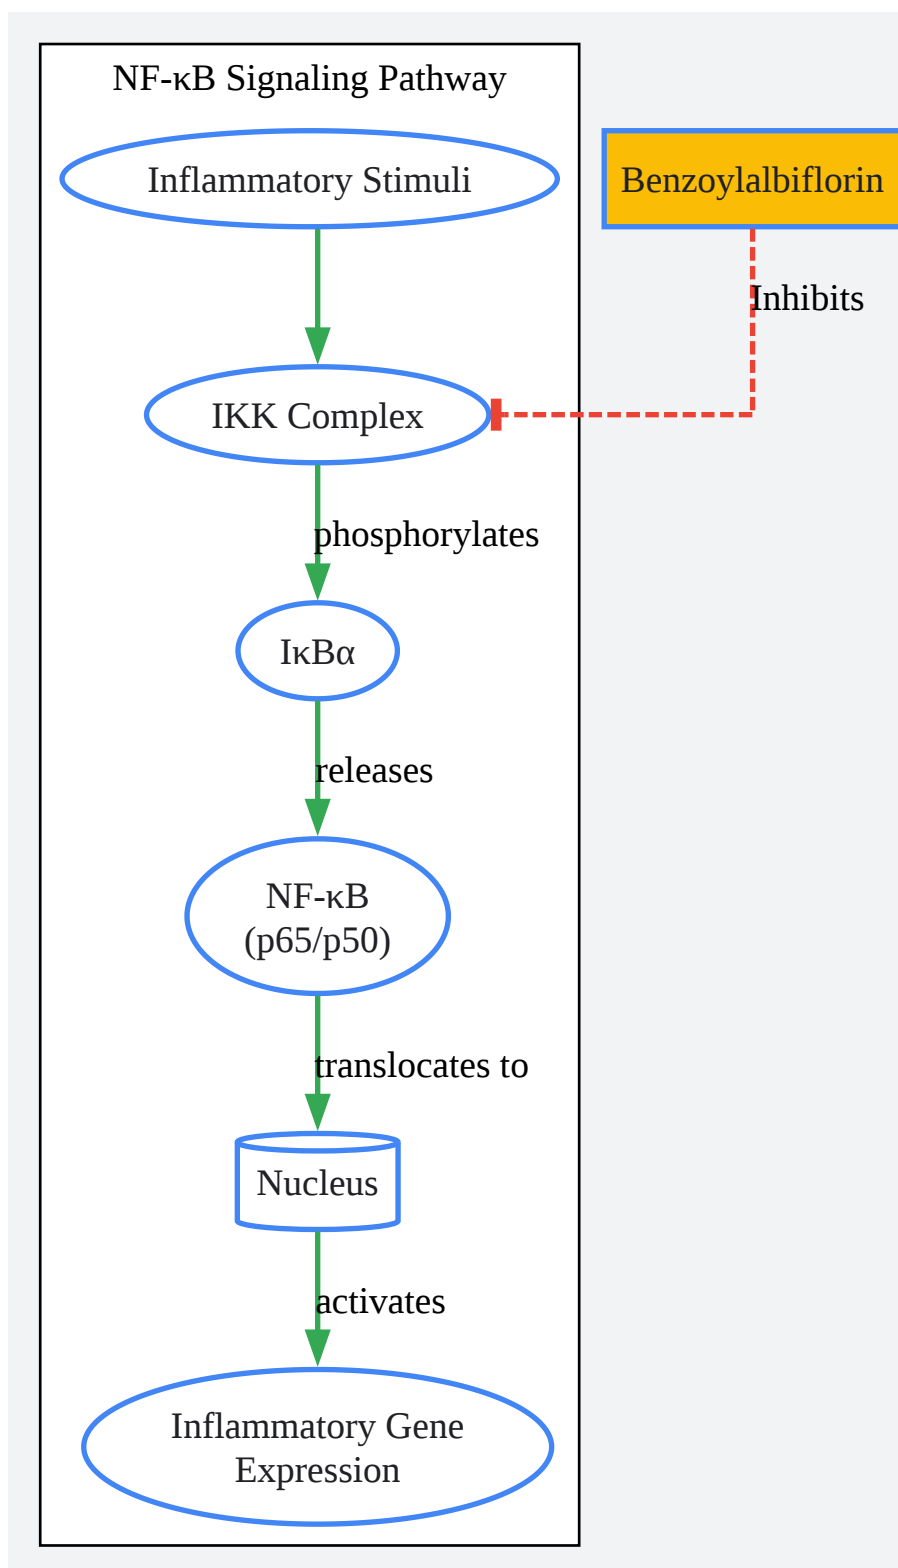 NF-κB Signaling Pathway
Inflammatory Stimuli
Benzoylalbiflorin
Inhibits
IKK Complex
phosphorylates
IκBα
releases
NF-κB
(p65/p50)
translocates to
Nucleus
activates
Inflammatory Gene
Expression